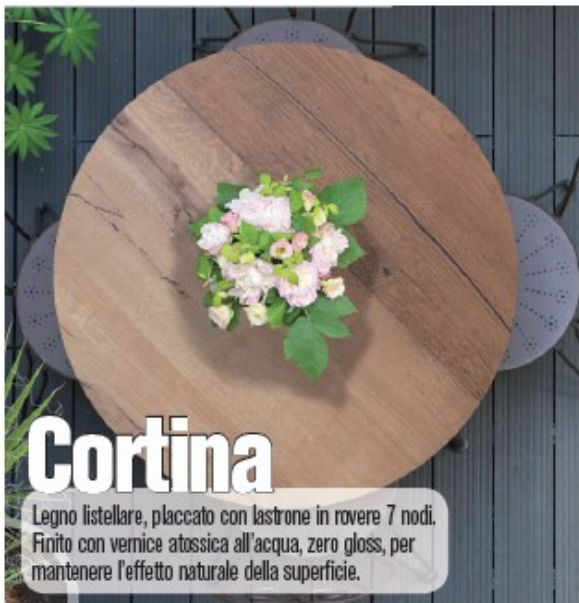 Cortina
Legno listellare, placcato con lastrone in rovere 7 nodi.
Finito con vernice atossica all'acqua, zero gloss, per
mantenere l'effetto naturale della superficie.